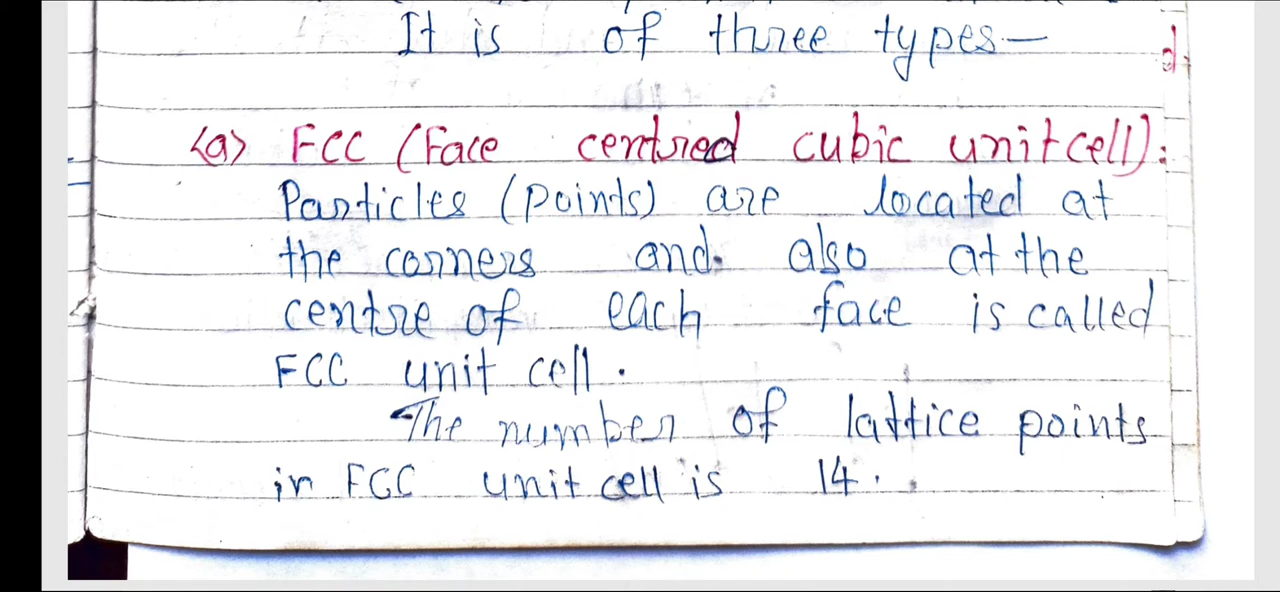 It is of three types—
(a) FCC (Face centred cubic unit cell):
Particles (points) are located at
the corners and also at the
centre of each face is called
FCC unit cell.
The number of lattice points
in FCC unit cell is 14.